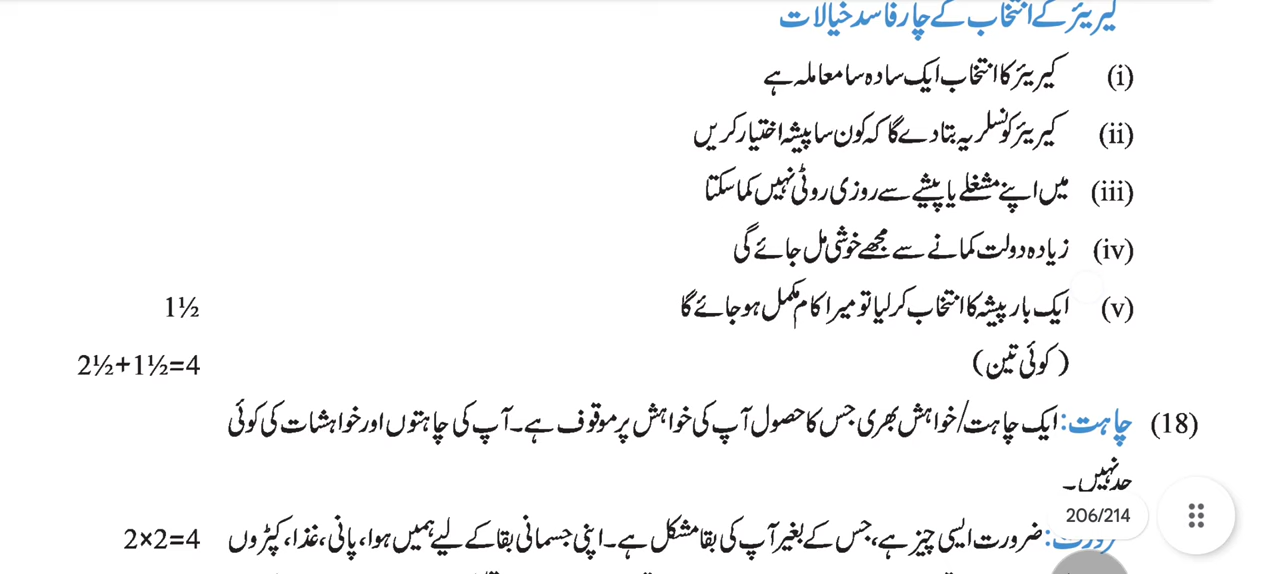 کیریئر کے انتخاب کے چار فاسد خیالات
(i) کیریئر کا انتخاب ایک سادہ سا معاملہ ہے
(ii) کیریئر کونسلر یہ بتا دے گا کہ کون سا پیشہ اختیار کریں
(iii) میں اپنے مشغلے یا پیشے سے روزی روٹی نہیں کما سکتا
(iv) زیادہ دولت کمانے سے مجھے خوشی مل جائے گی
(v) ایک بار پیشہ کا انتخاب کرلیا تو میرا کام مکمل ہو جائے گا 1½
(کوئی تین) 2½+1½=4
(18) چاہت: ایک چاہت/خواہش بھری جس کا حصول آپ کی خواہش پر موقوف ہے۔ آپ کی چاہتوں اور خواہشات کی کوئی
حد نہیں۔
206/214
ضرورت: ضرورت ایسی چیز ہے، جس کے بغیر آپ کی بقا مشکل ہے۔ اپنی جسمانی بقا کے لیے ہمیں ہوا، پانی، غذا، کپڑوں 2×2=4